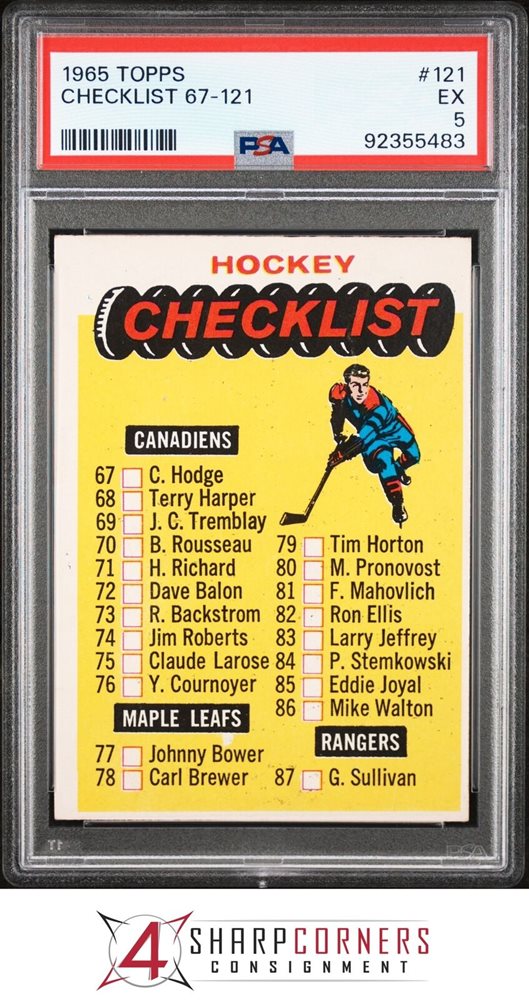 1965 TOPPS #121
CHECKLIST 67-121 EX
5
PSA 92355483
HOCKEY
CHECKLIST
CANADIENS
67 C. Hodge
68 Terry Harper
69 J. C. Tremblay
70 B. Rousseau
71 H. Richard
72 Dave Balon
73 R. Backstrom
74 Jim Roberts
75 Claude Larose
76 Y. Cournoyer
MAPLE LEAFS
77 Johnny Bower
78 Carl Brewer
79 Tim Horton
80 M. Pronovost
81 F. Mahovlich
82 Ron Ellis
83 Larry Jeffrey
84 P. Stemkowski
85 Eddie Joyal
86 Mike Walton
RANGERS
87 G. Sullivan
PSA
4 SHARPCORNERS
CONSIGNMENT